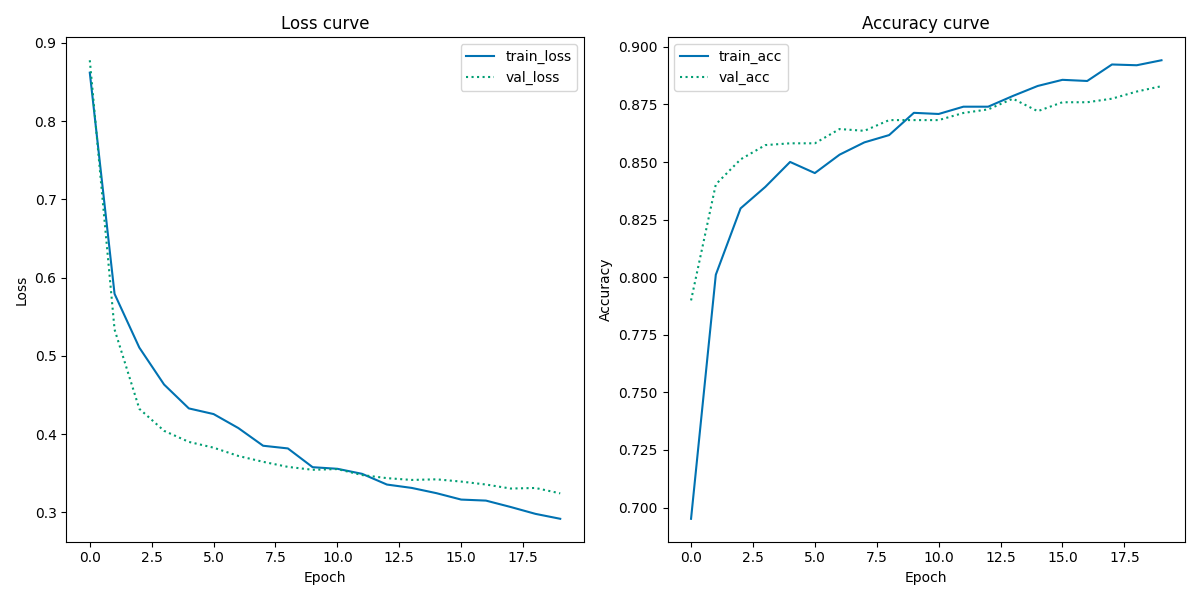 Loss curve
train_loss
val_loss
0.9
0.8
0.7
0.6
0.5
0.4
0.3
Loss
0.0 2.5 5.0 7.5 10.0 12.5 15.0 17.5
Epoch
Accuracy curve
train_acc
val_acc
0.900
0.875
0.850
0.825
0.800
0.775
0.750
0.725
0.700
Accuracy
0.0 2.5 5.0 7.5 10.0 12.5 15.0 17.5
Epoch